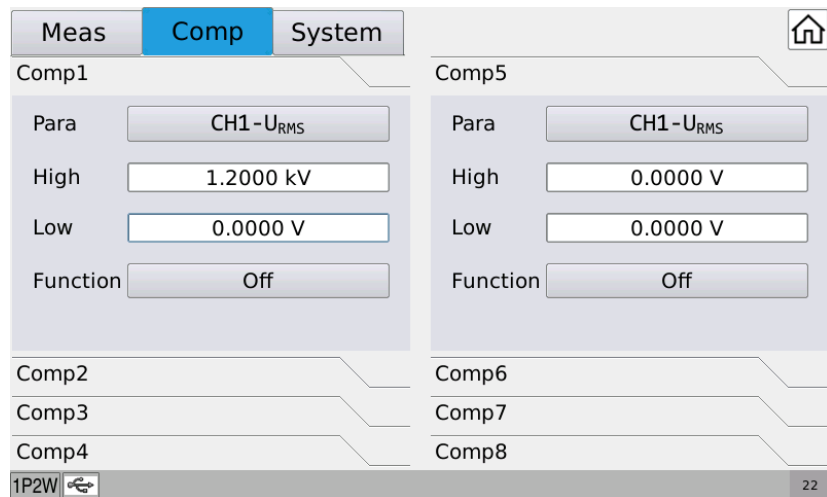 Meas Comp System
Comp1
Para CH1-URMS
High 1.2000 kV
Low 0.0000 V
Function Off
Comp2
Comp3
Comp4
Comp5
Para CH1-URMS
High 0.0000 V
Low 0.0000 V
Function Off
Comp6
Comp7
Comp8
1P2W 22